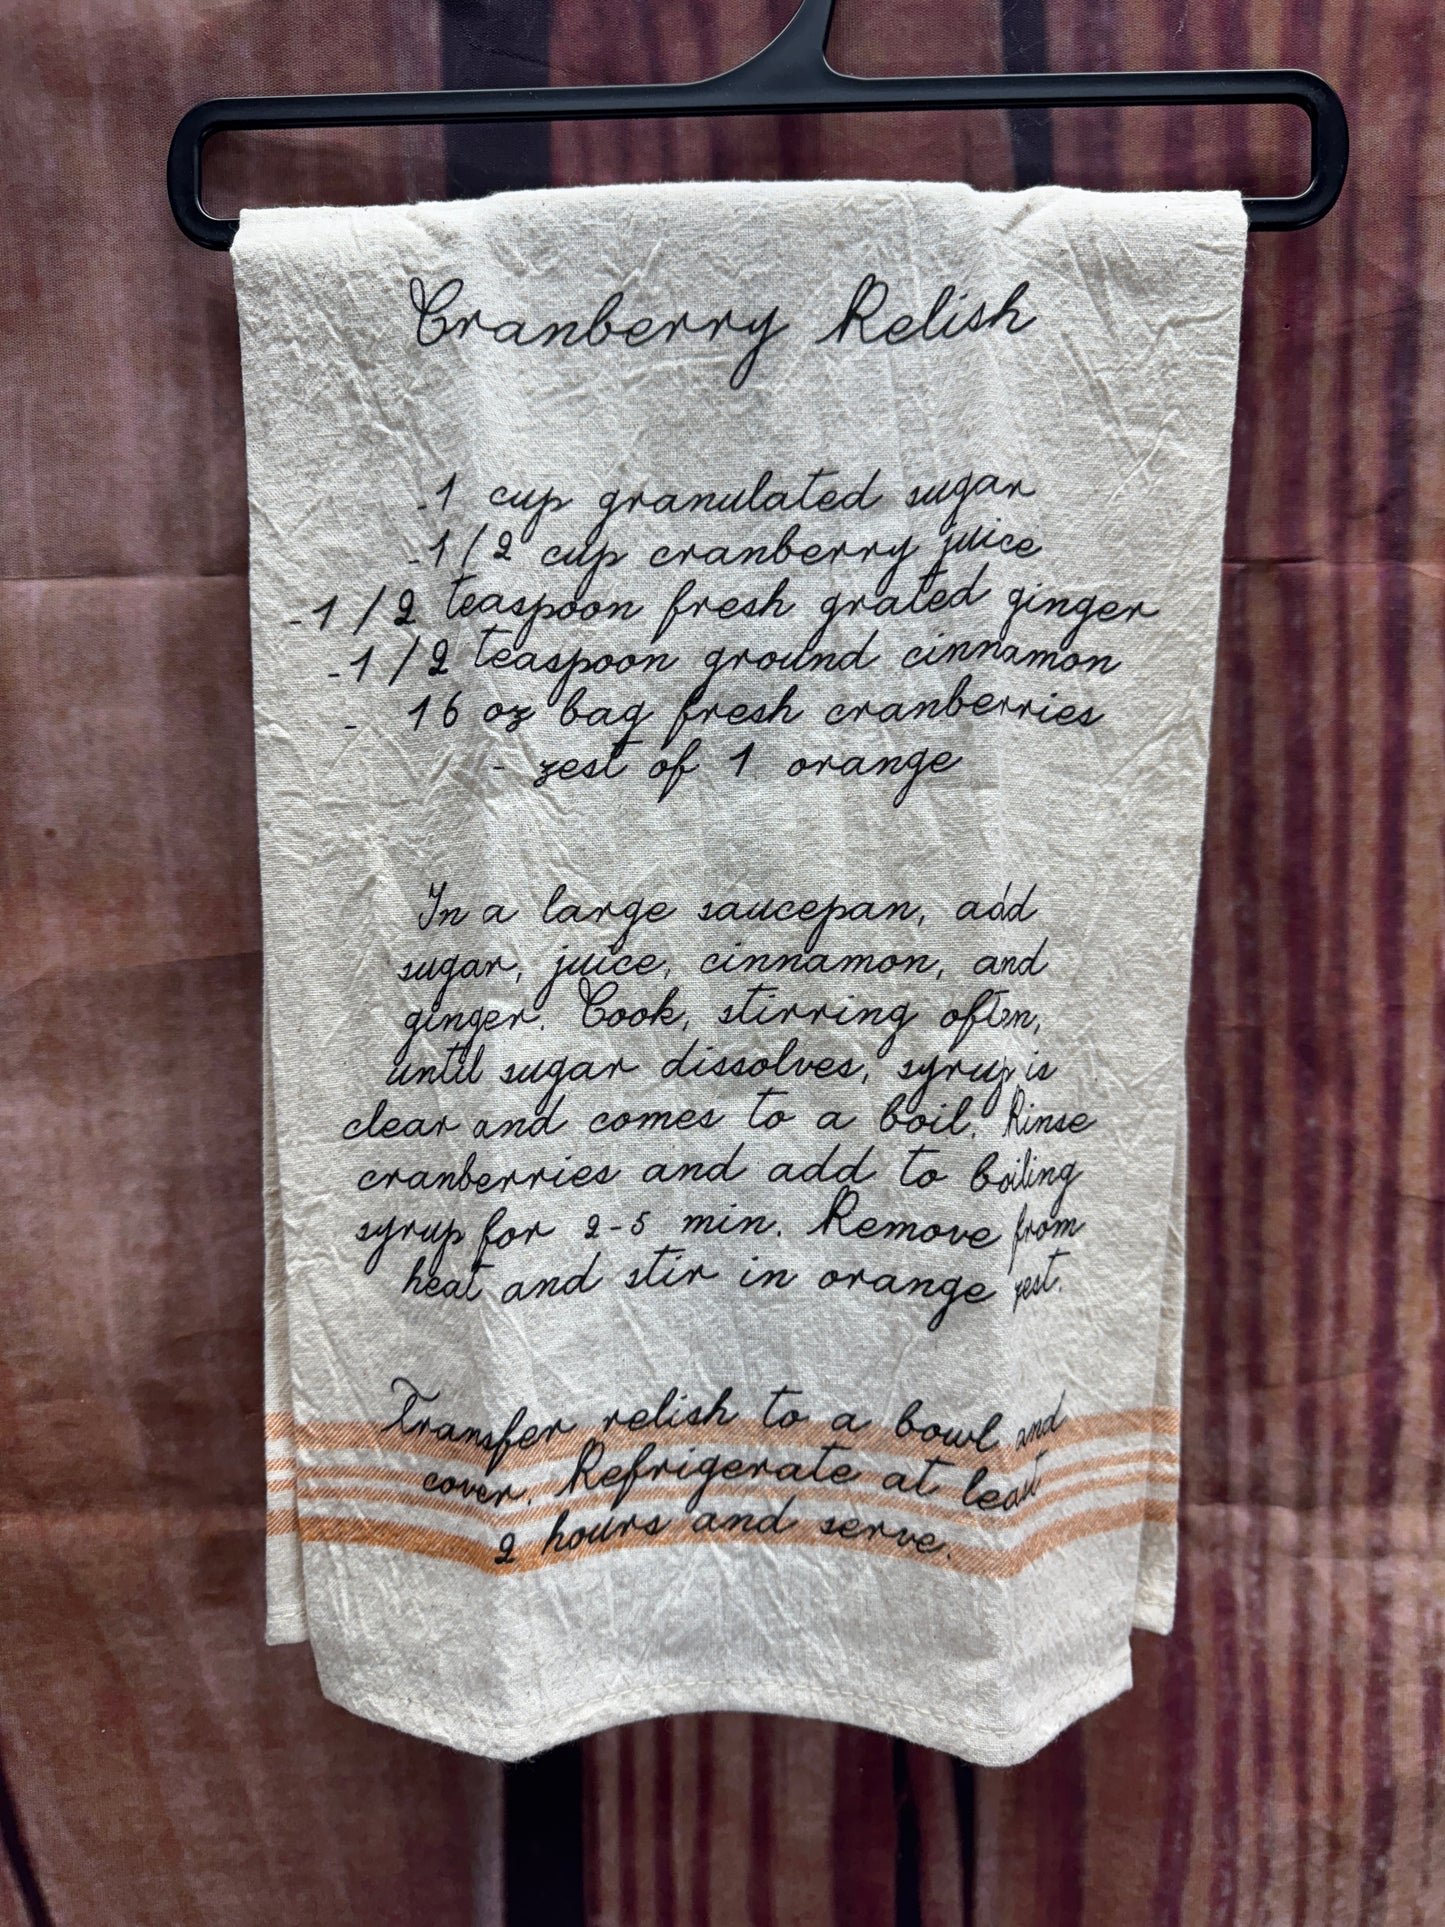 Cranberry Relish
-1 cup granulated sugar
-1/2 cup cranberry juice
-1/2 teaspoon fresh grated ginger
-1/2 teaspoon ground cinnamon
- 16 oz bag fresh cranberries
- zest of 1 orange
In a large saucepan, add
sugar, juice, cinnamon, and
ginger. Cook, stirring often,
until sugar dissolves, syrup is
clear and comes to a boil. Rinse
cranberries and add to boiling
syrup for 2-5 min. Remove from
heat and stir in orange zest.
Transfer relish to a bowl and
cover. Refrigerate at least
2 hours and serve.